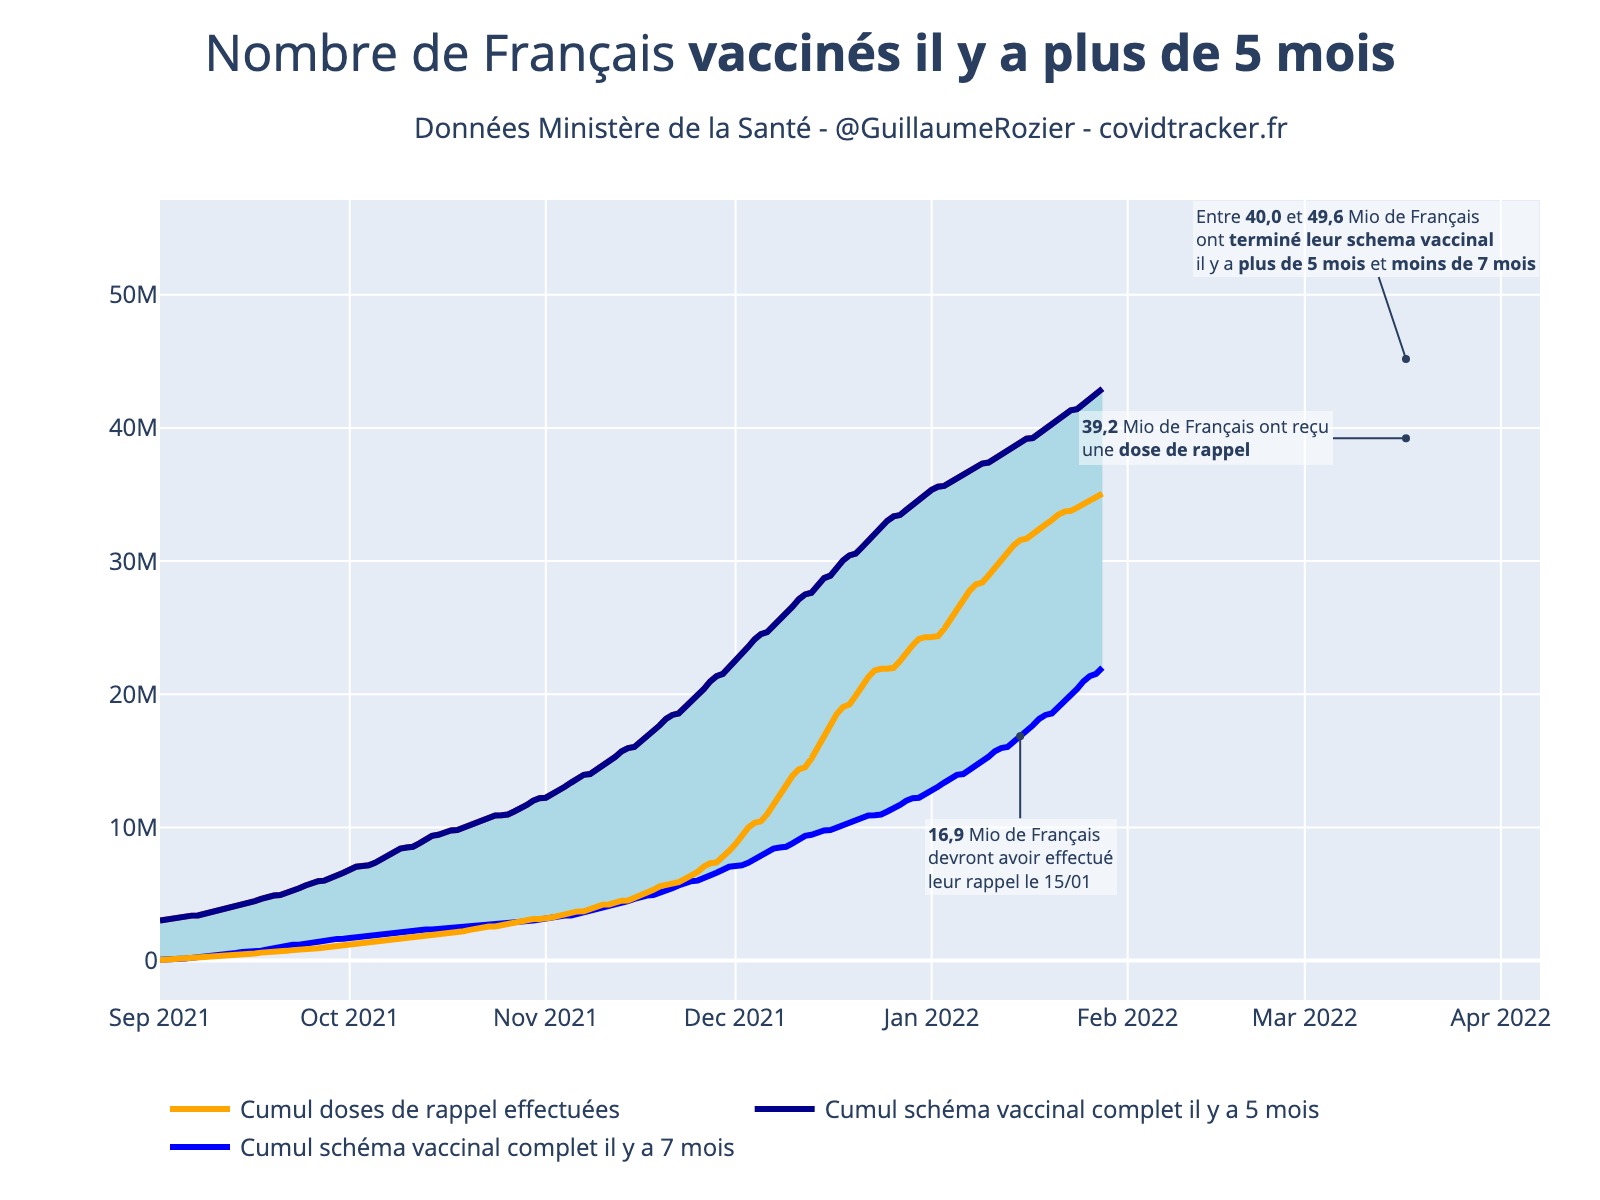 Nombre de Français vaccinés il y a plus de 5 mois
Données Ministère de la Santé - @GuillaumeRozier - covidtracker.fr
Entre 40,0 et 49,6 Mio de Français
ont terminé leur schema vaccinal
il y a plus de 5 mois et moins de 7 mois
50M
40M
39,2 Mio de Français ont reçu
une dose de rappel
30M
20M
10M
16,9 Mio de Français
devront avoir effectué
leur rappel le 15/01
0
Sep 2021 Oct 2021 Nov 2021 Dec 2021 Jan 2022 Feb 2022 Mar 2022 Apr 2022
Cumul doses de rappel effectuées Cumul schéma vaccinal complet il y a 5 mois
Cumul schéma vaccinal complet il y a 7 mois